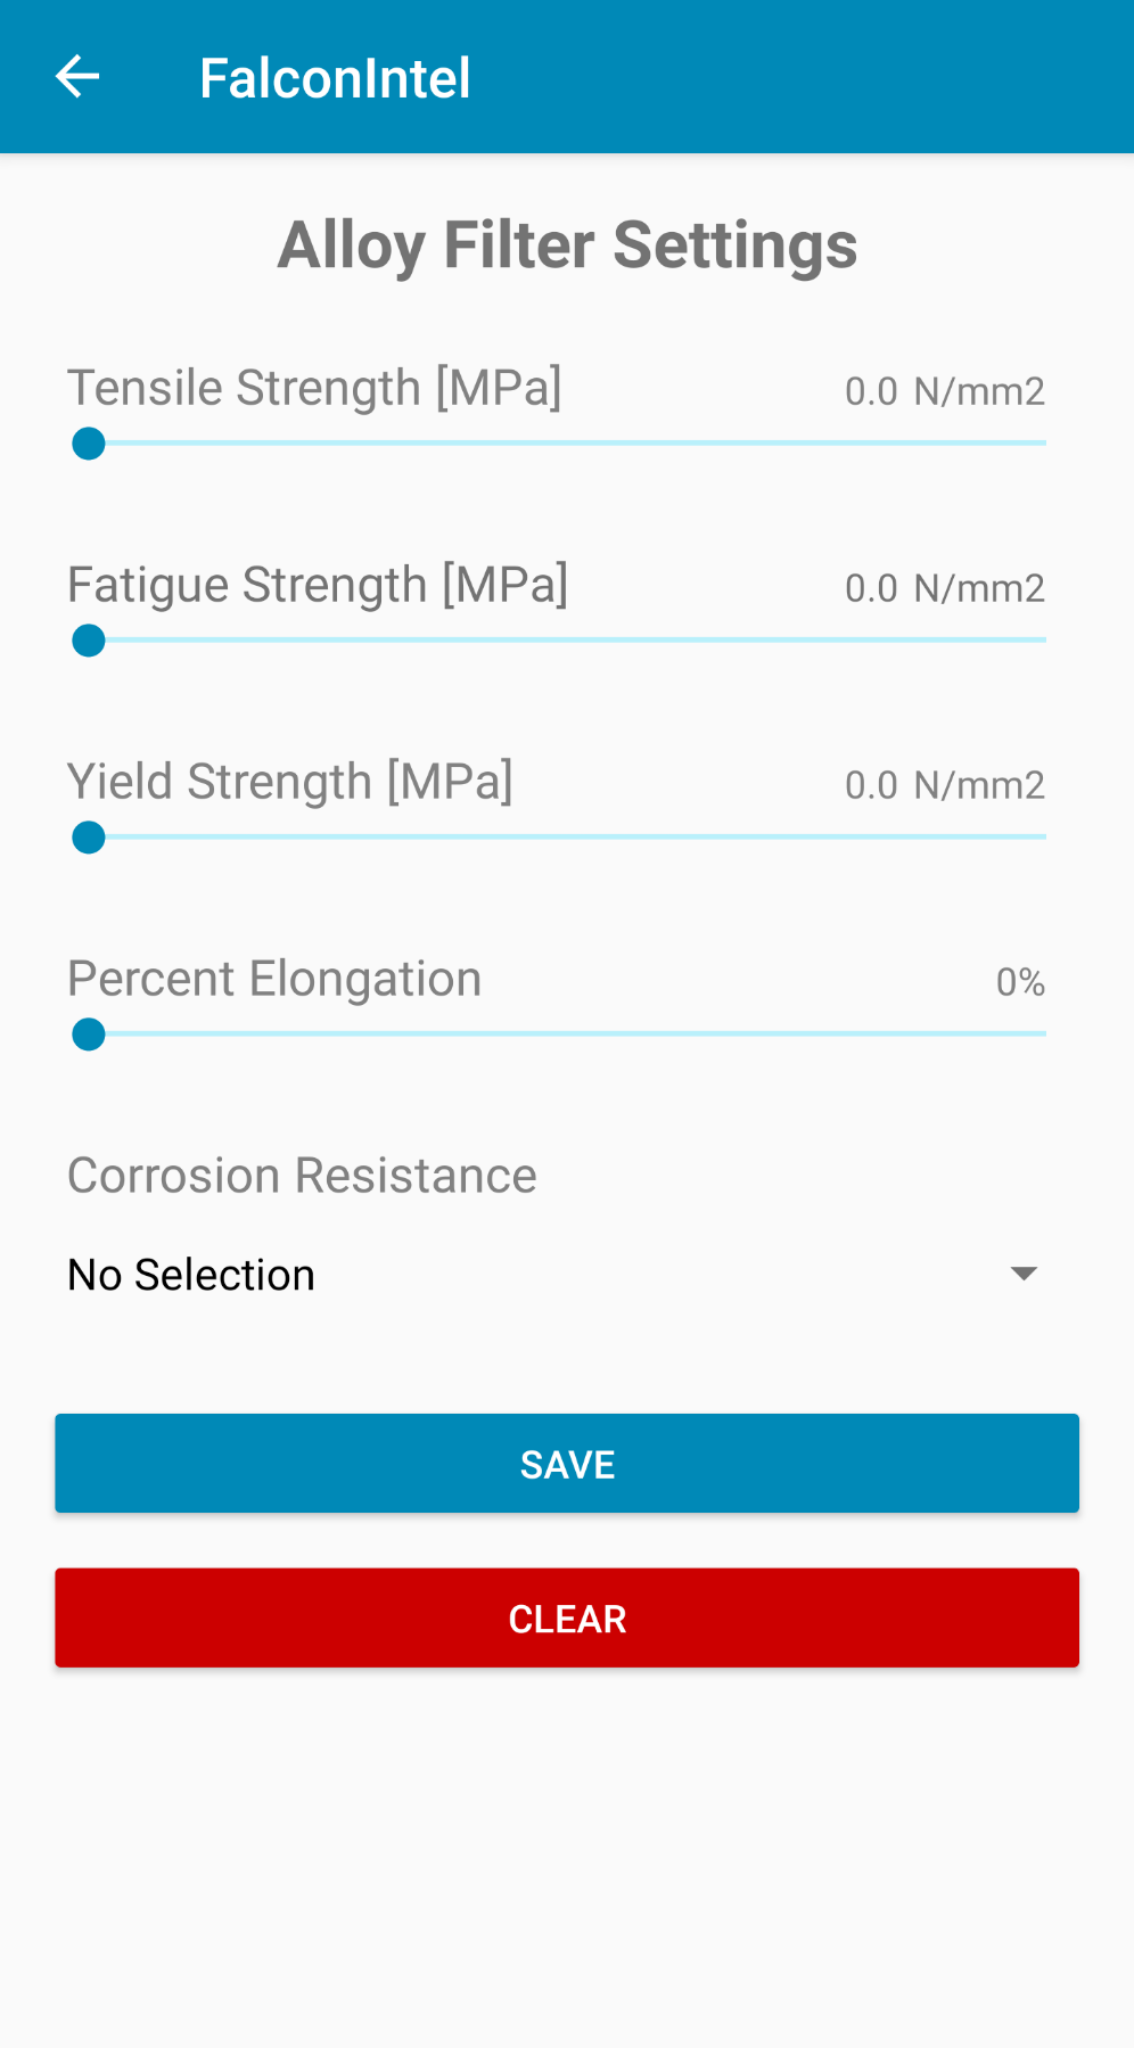 FalconIntel
Alloy Filter Settings
Tensile Strength [MPa] 0.0 N/mm2
Fatigue Strength [MPa] 0.0 N/mm2
Yield Strength [MPa] 0.0 N/mm2
Percent Elongation 0%
Corrosion Resistance
No Selection
SAVE
CLEAR